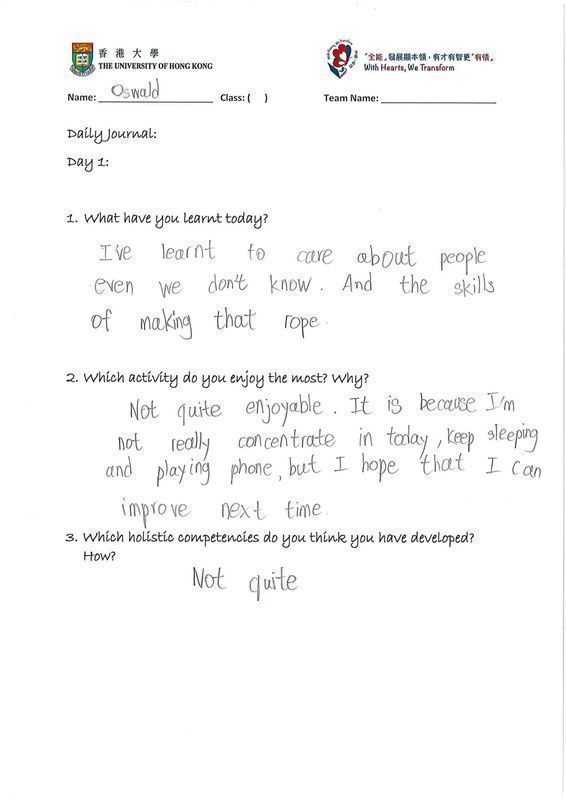 香港大學
THE UNIVERSITY OF HONG KONG
「全能」發展顯本領，有才有智更"有情」
With Hearts, We Transform
Name: Oswald Class: ( ) Team Name:
Daily Journal:
Day 1:
1. What have you learnt today?
I've learnt to care about people
even we don't know. And the skills
of making that rope.
2. Which activity do you enjoy the most? Why?
Not quite enjoyable. It is because I'm
not really concentrate in today, keep sleeping
and playing phone, but I hope that I can
improve next time.
3. Which holistic competencies do you think you have developed?
How?
Not quite